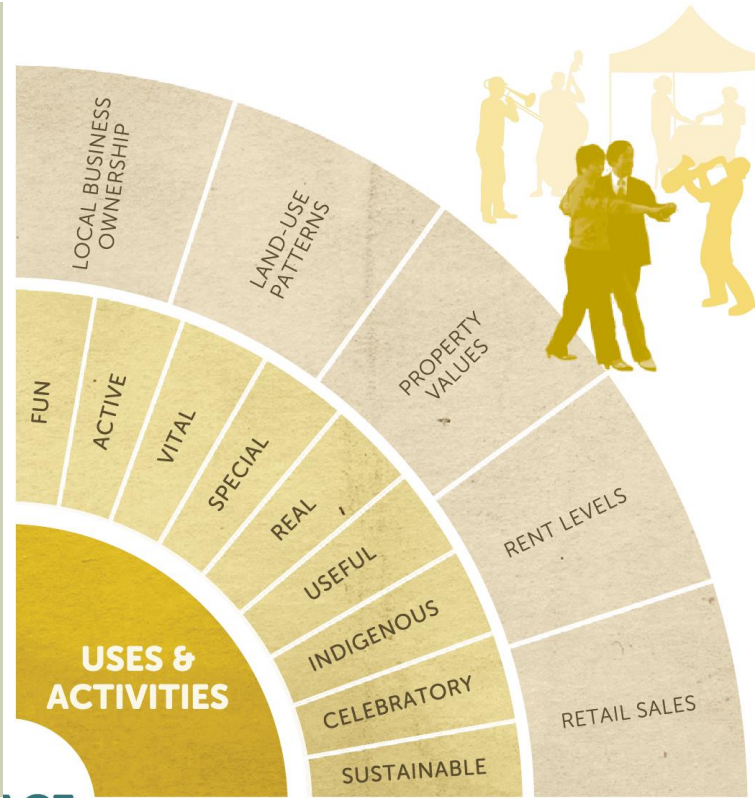 LOCAL BUSINESS
OWNERSHIP
LAND-USE
PATTERNS
PROPERTY
VALUES
RENT LEVELS
RETAIL SALES
FUN
ACTIVE
VITAL
SPECIAL
REAL
USEFUL
INDIGENOUS
CELEBRATORY
SUSTAINABLE
USES &
ACTIVITIES